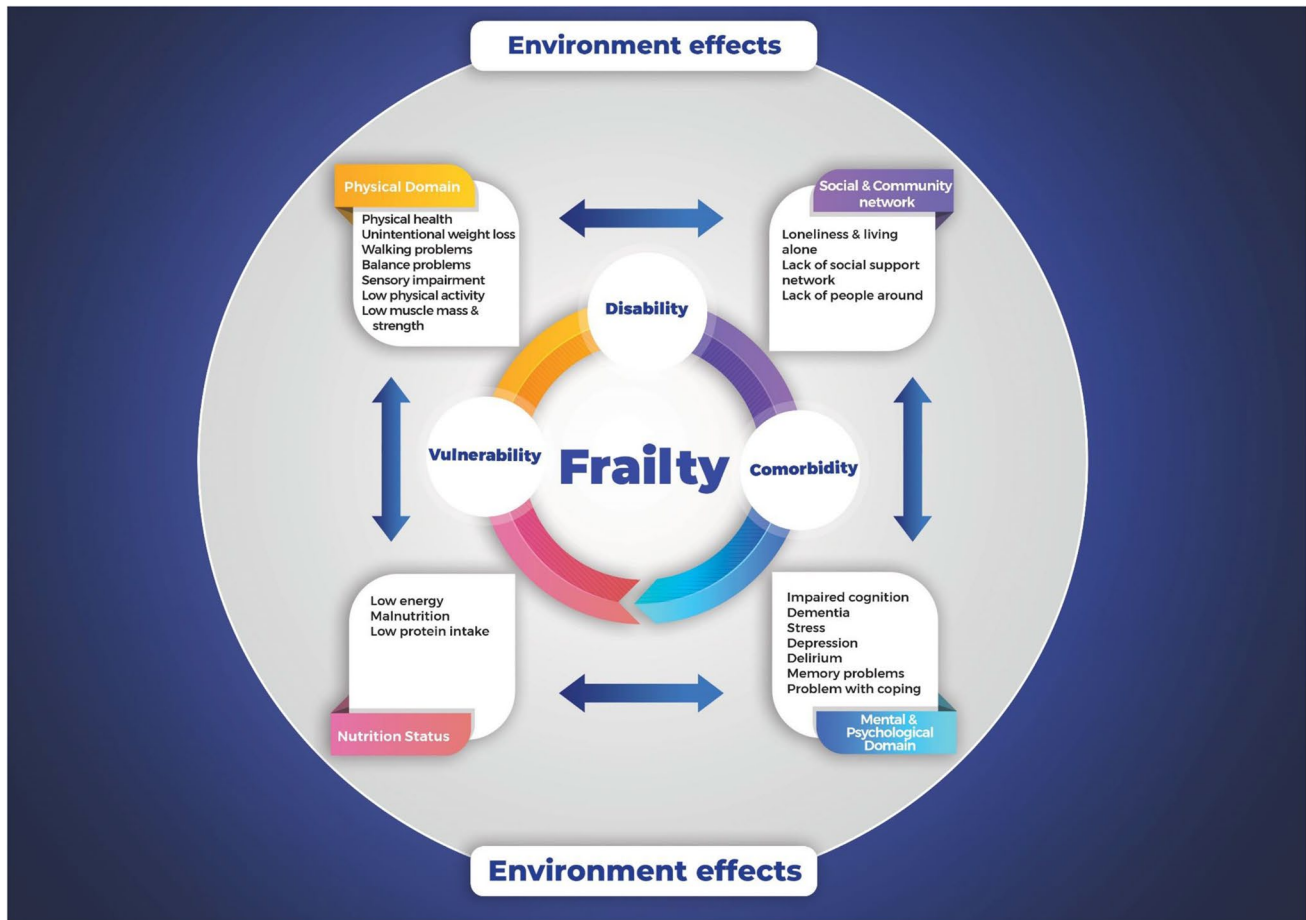 Environment effects
Physical Domain
Physical health
Unintentional weight loss
Walking problems
Balance problems
Sensory impairment
Low physical activity
Low muscle mass &
strength
Social & Community
network
Loneliness & living
alone
Lack of social support
network
Lack of people around
Disability
Vulnerability
Frailty
Comorbidity
Low energy
Malnutrition
Low protein intake
Nutrition Status
Impaired cognition
Dementia
Stress
Depression
Delirium
Memory problems
Problem with coping
Mental &
Psychological
Domain
Environment effects